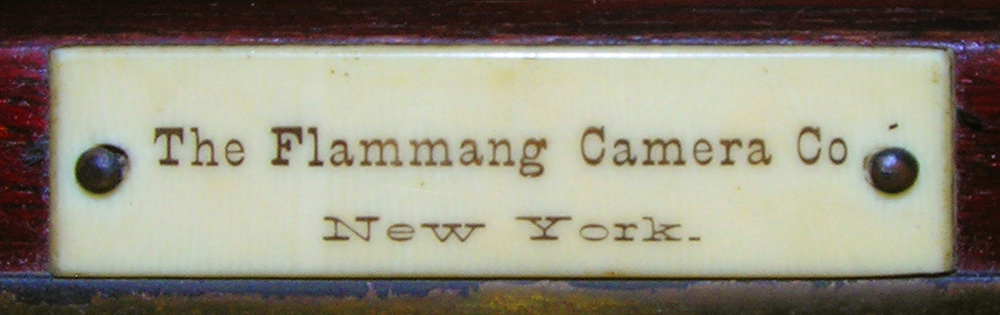 The Flammang Camera Co
New York.